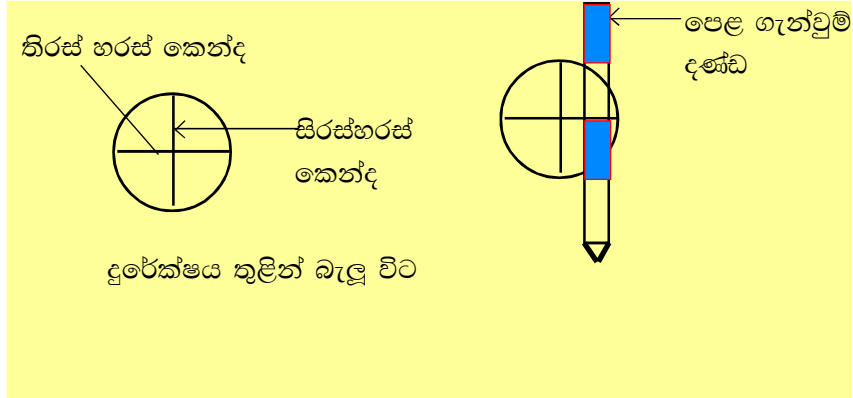 තිරස් හරස් කෙන්ද
සිරස්හරස්
කෙන්ද
දුරේක්ෂය තුළින් බැලූ විට
පෙළ ගැන්වුම්
දණ්ඩ